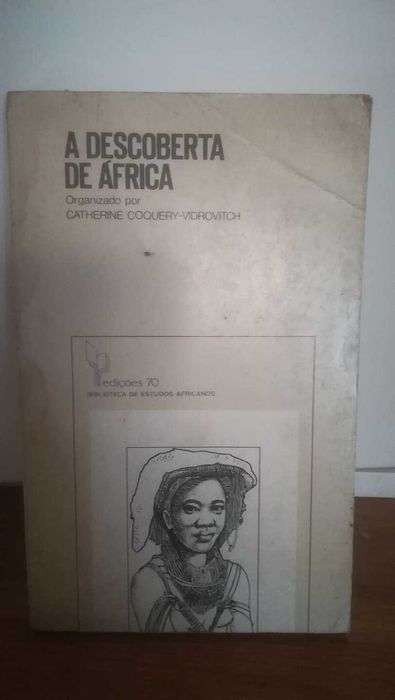 A DESCOBERTA
DE ÁFRICA
Organizado por
CATHERINE COQUERY-VIDROVITCH
edições 70
BIBLIOTECA DE ESTUDOS AFRICANOS